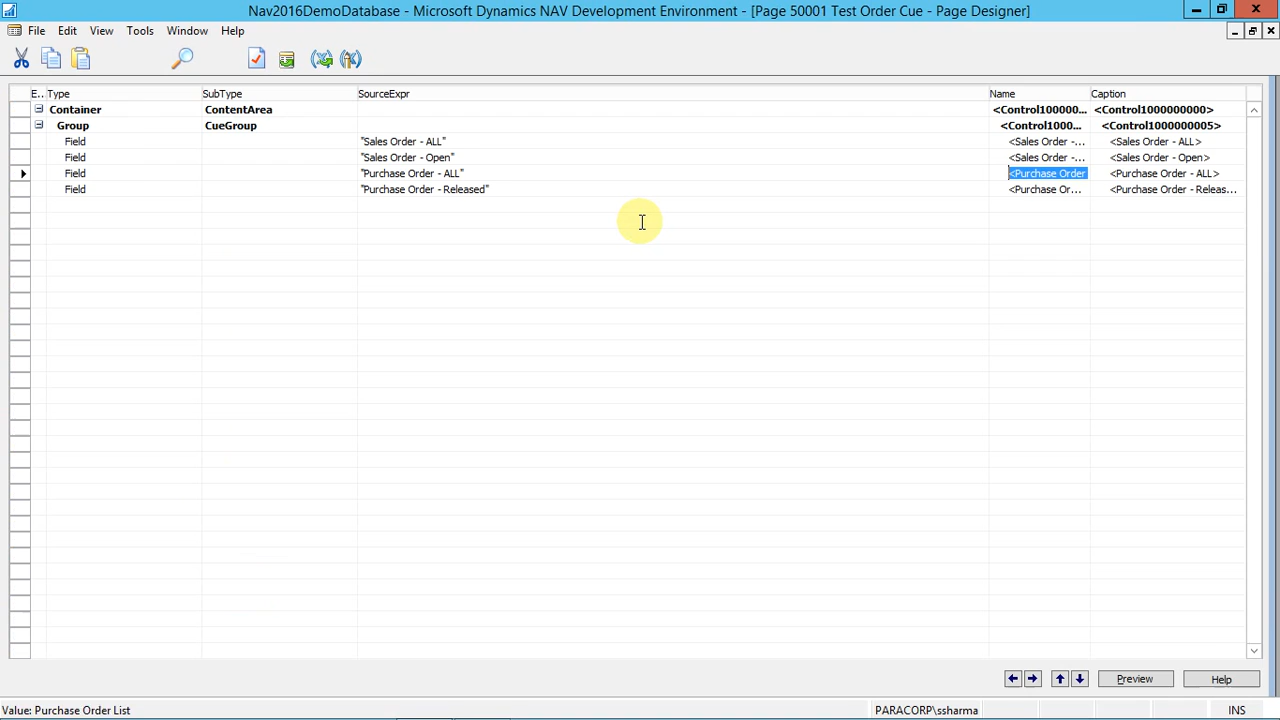 Nav2016DemoDatabase - Microsoft Dynamics NAV Development Environment - [Page 50001 Test Order Cue - Page Designer]
File Edit View Tools Window Help
E.. Type SubType SourceExpr Name Caption
Container ContentArea <Control100000... <Control1000000000>
Group CueGroup <Control1000... <Control1000000005>
Field "Sales Order - ALL" <Sales Order -... <Sales Order - ALL>
Field "Sales Order - Open" <Sales Order -... <Sales Order - Open>
Field "Purchase Order - ALL" <Purchase Order <Purchase Order - ALL>
Field "Purchase Order - Released" <Purchase Or... <Purchase Order - Releas...
Preview Help
Value: Purchase Order List PARACORP\ssharma INS